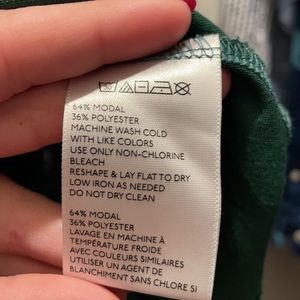 64% MODAL
36% POLYESTER
MACHINE WASH COLD
WITH LIKE COLORS
USE ONLY NON-CHLORINE
BLEACH
RESHAPE & LAY FLAT TO DRY
LOW IRON AS NEEDED
DO NOT DRY CLEAN
64% MODAL
36% POLYESTER
LAVAGE EN MACHINE À
TEMPÉRATURE FROIDE
AVEC COULEURS SIMILAIRES
UTILISER UN AGENT DE
BLANCHIMENT SANS CHLORE SI